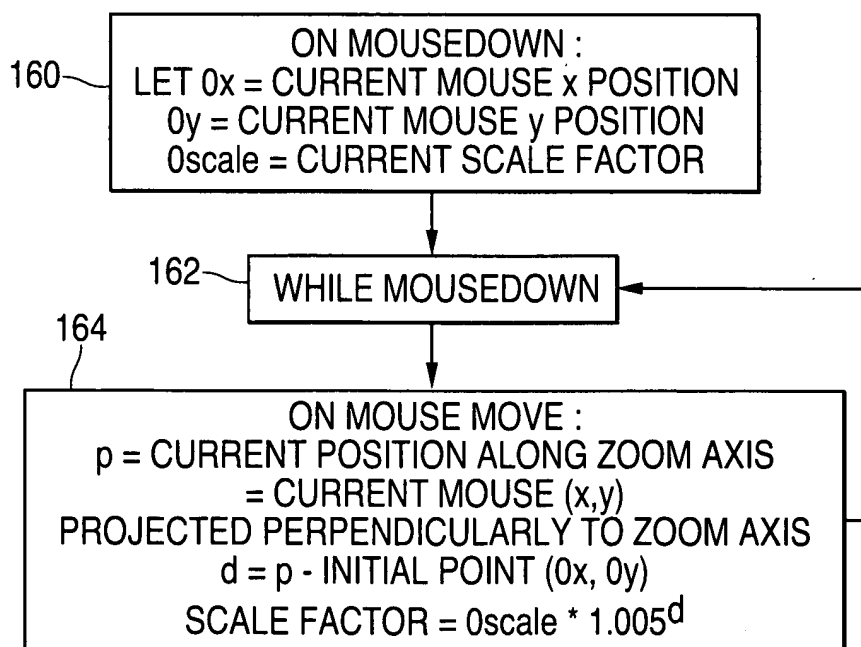 160
ON MOUSEDOWN :
LET 0x = CURRENT MOUSE x POSITION
0y = CURRENT MOUSE y POSITION
0scale = CURRENT SCALE FACTOR
162
WHILE MOUSEDOWN
164
ON MOUSE MOVE :
p = CURRENT POSITION ALONG ZOOM AXIS
= CURRENT MOUSE (x,y)
PROJECTED PERPENDICULARLY TO ZOOM AXIS
d = p - INITIAL POINT (0x, 0y)
SCALE FACTOR = 0scale * 1.005^d